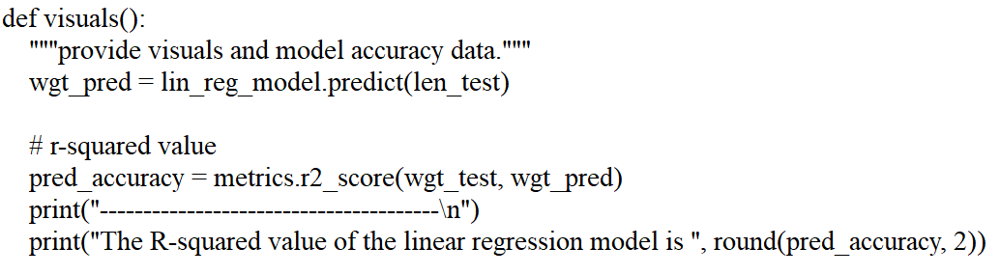 def visuals():
    """provide visuals and model accuracy data."""
    wgt_pred = lin_reg_model.predict(len_test)

    # r-squared value
    pred_accuracy = metrics.r2_score(wgt_test, wgt_pred)
    print("---------------------------------------\n")
    print("The R-squared value of the linear regression model is ", round(pred_accuracy, 2))